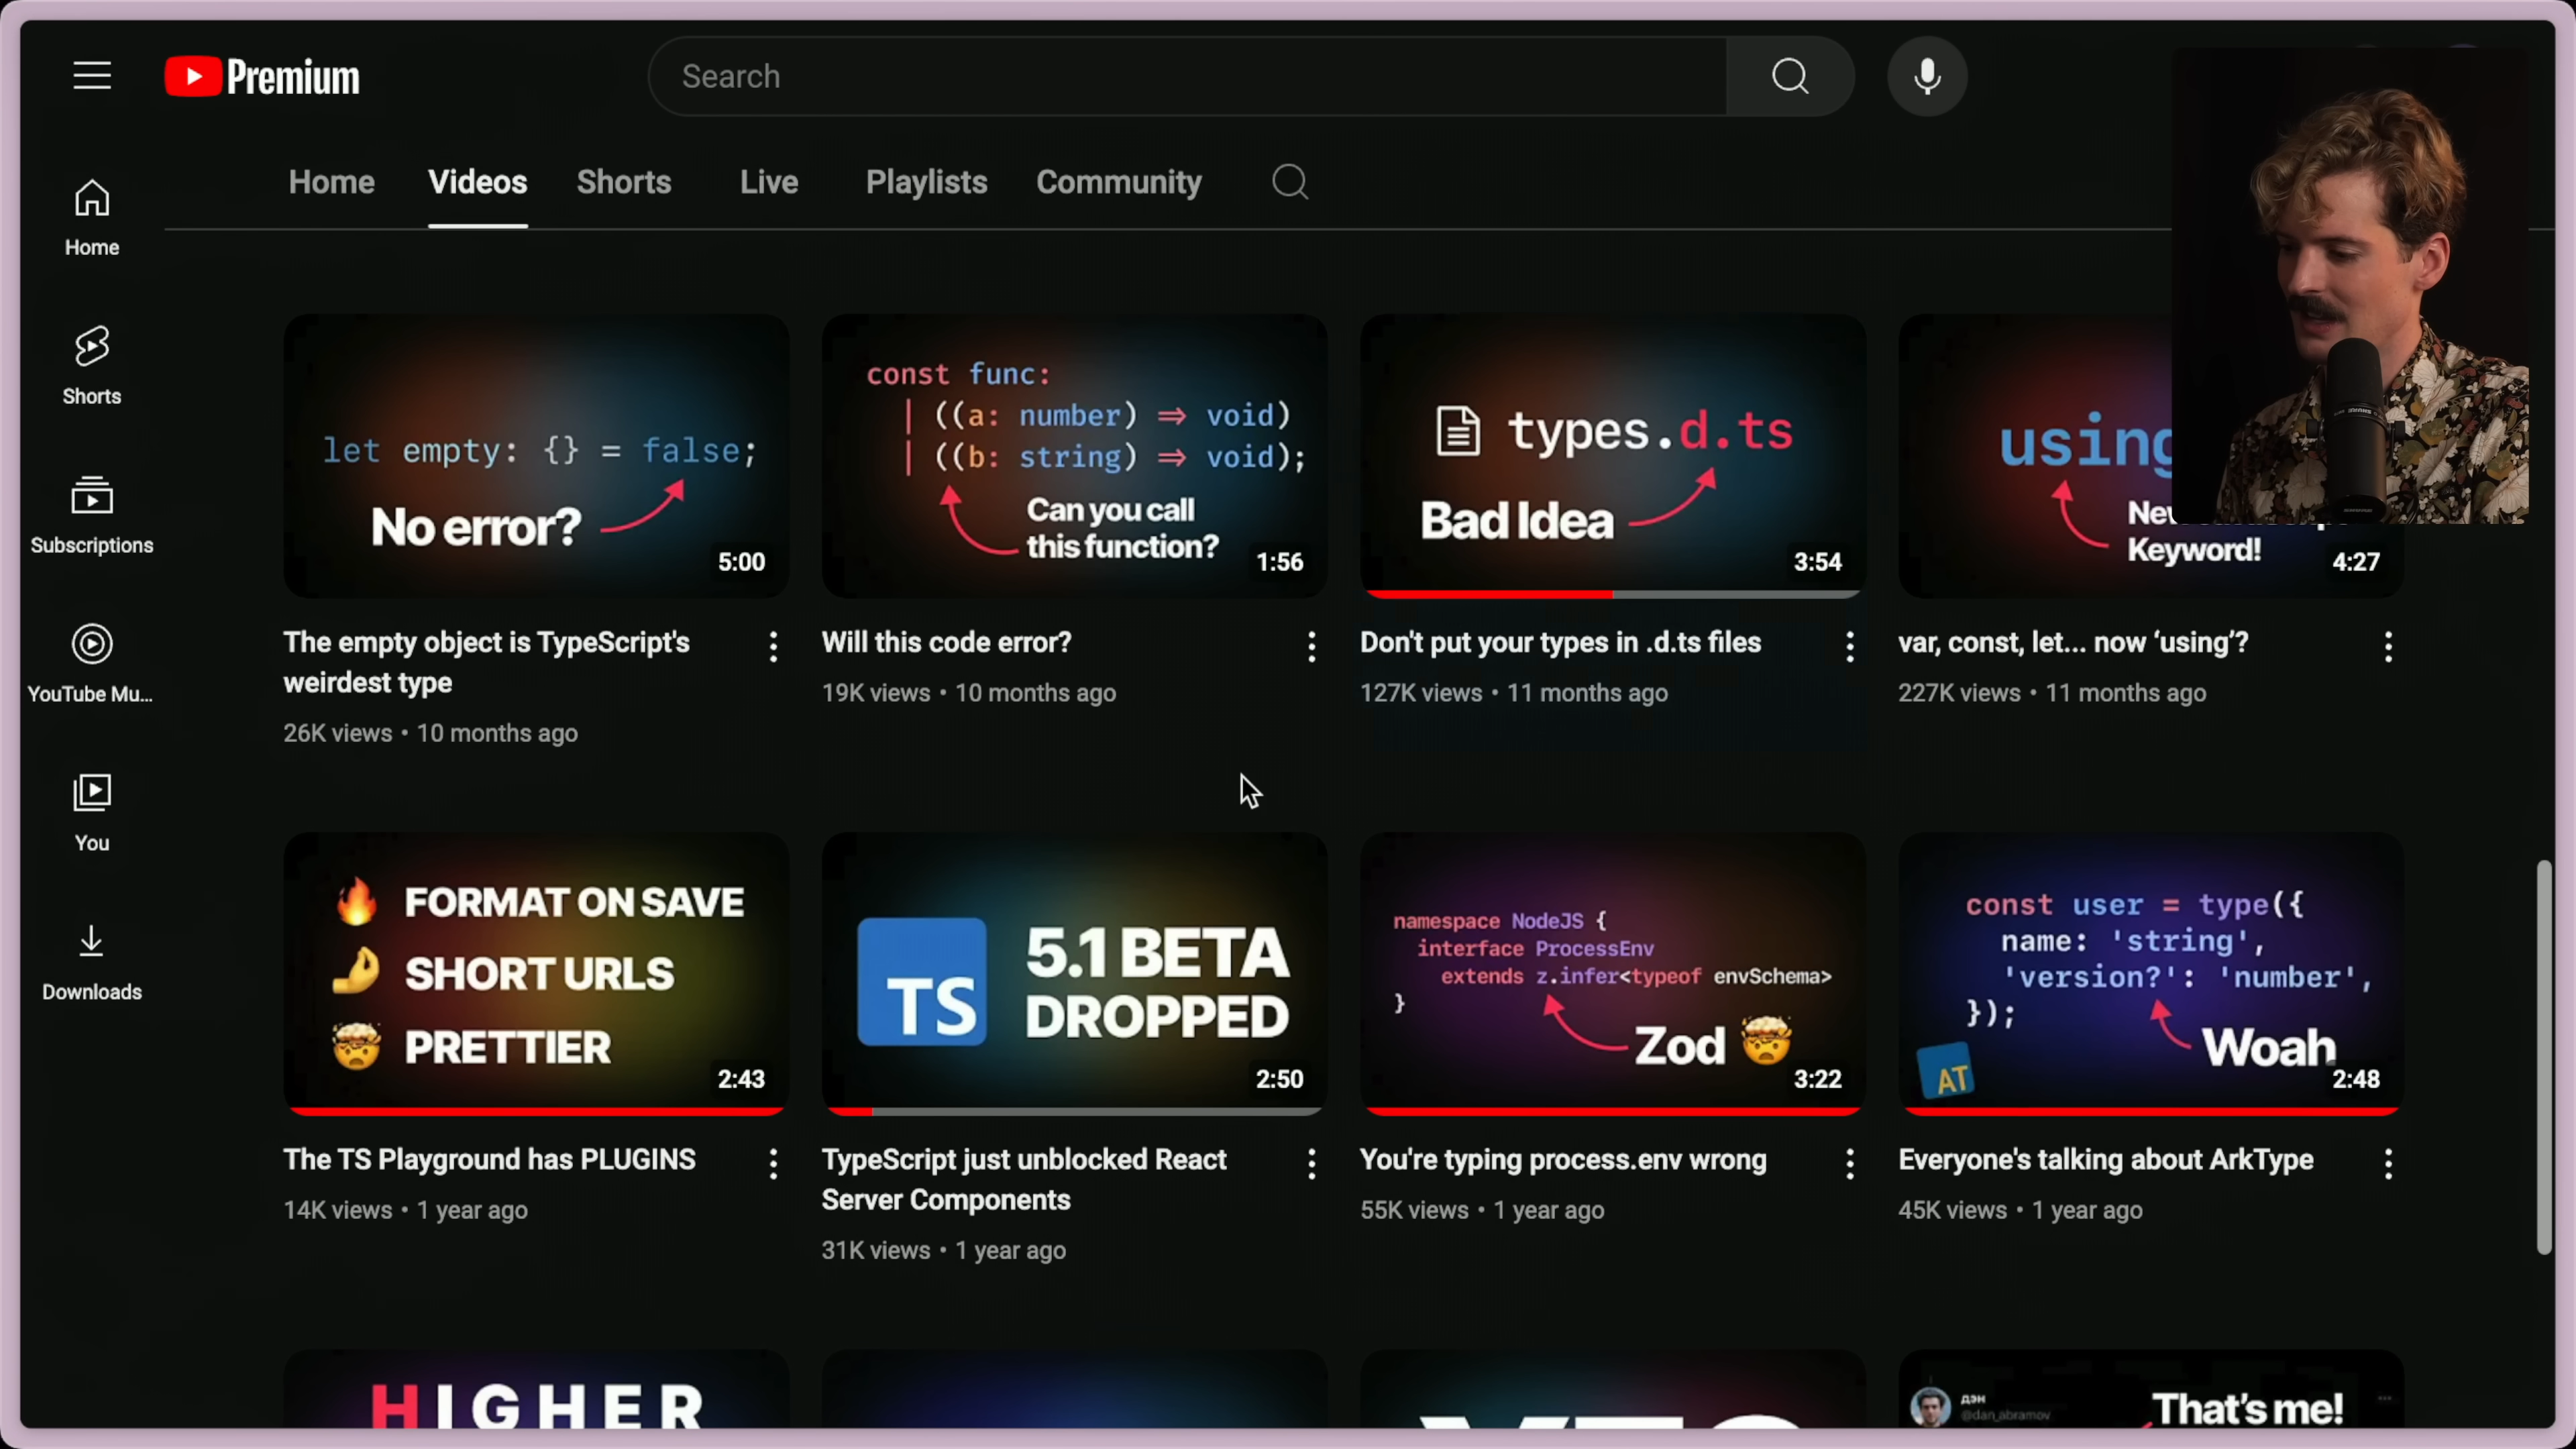 Premium
Search
Home
Videos
Shorts
Live
Playlists
Community
Home
Shorts
Subscriptions
YouTube Mu...
You
Downloads
let empty: {} = false;
No error?
5:00
The empty object is TypeScript's
weirdest type
26K views • 10 months ago
const func:
| ((a: number) ⇒ void)
| ((b: string) ⇒ void);
Can you call
this function?
1:56
Will this code error?
19K views • 10 months ago
types.d.ts
Bad Idea
3:54
Don't put your types in .d.ts files
127K views • 11 months ago
using
Keyword!
4:27
var, const, let... now ‘using’?
227K views • 11 months ago
🔥 FORMAT ON SAVE
🤌 SHORT URLS
🤯 PRETTIER
2:43
The TS Playground has PLUGINS
14K views • 1 year ago
TS
5.1 BETA
DROPPED
2:50
TypeScript just unblocked React
Server Components
31K views • 1 year ago
namespace NodeJS {
interface ProcessEnv
extends z.infer<typeof envSchema>
}
Zod 🤯
3:22
You're typing process.env wrong
55K views • 1 year ago
const user = type({
name: 'string',
'version?': 'number',
});
Woah
AT
2:48
Everyone's talking about ArkType
45K views • 1 year ago
HIGHER
дэн
@dan_abramov
That's me!